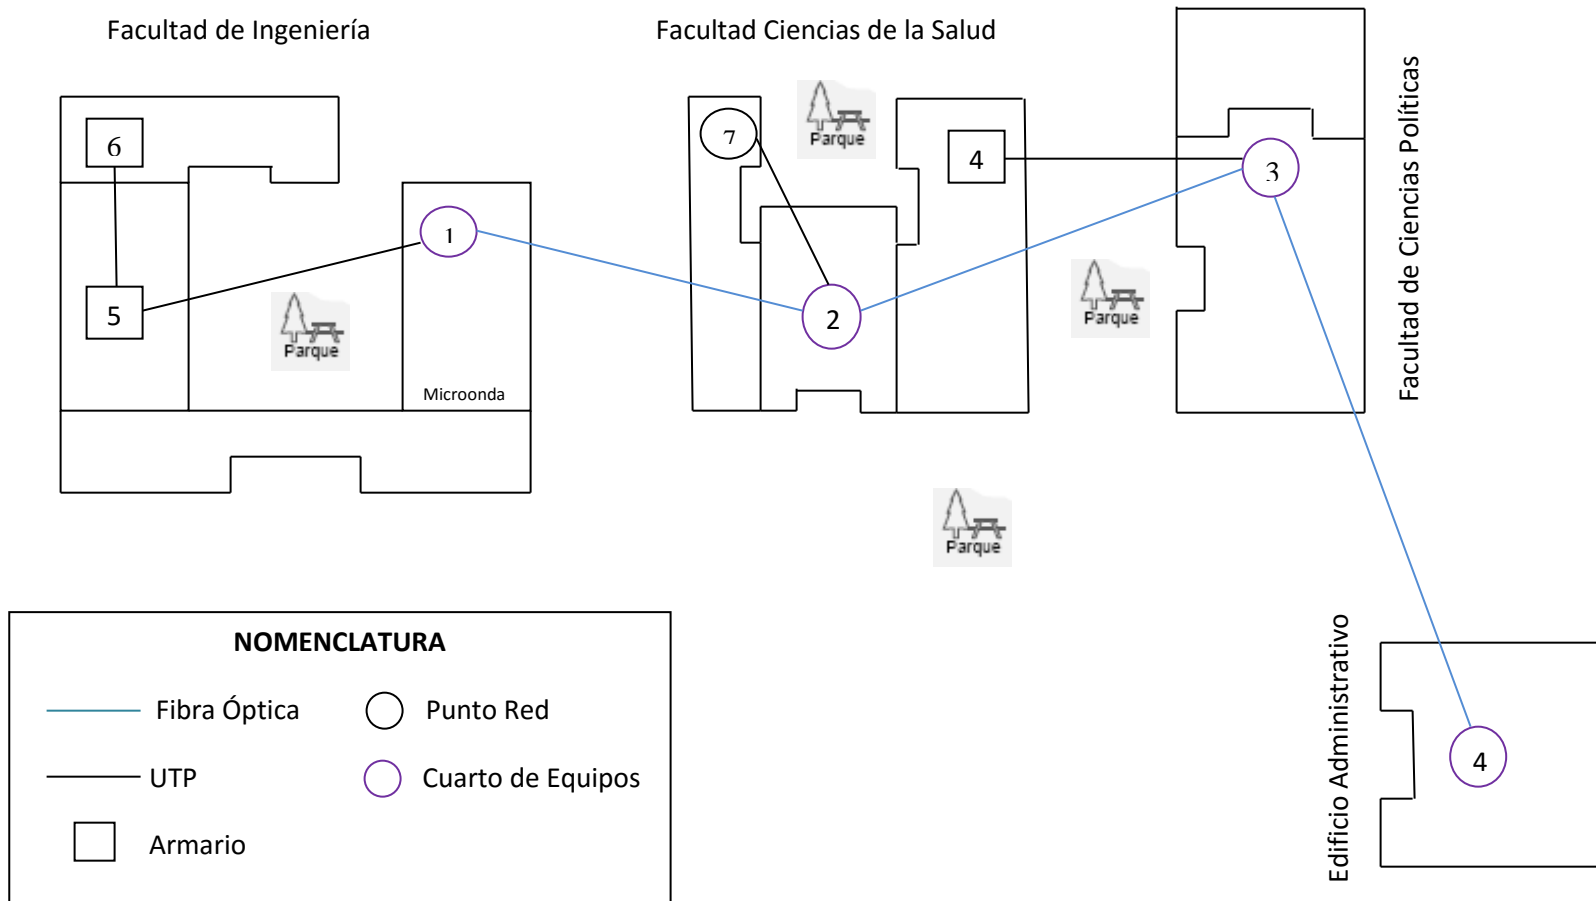 Facultad de Ingeniería
Facultad Ciencias de la Salud
Facultad de Ciencias Políticas
Parque
6
7
4
3
1
5
2
Parque
Parque
Microonda
Parque
Edificio Administrativo
4
NOMENCLATURA
Fibra Óptica
Punto Red
UTP
Cuarto de Equipos
Armario